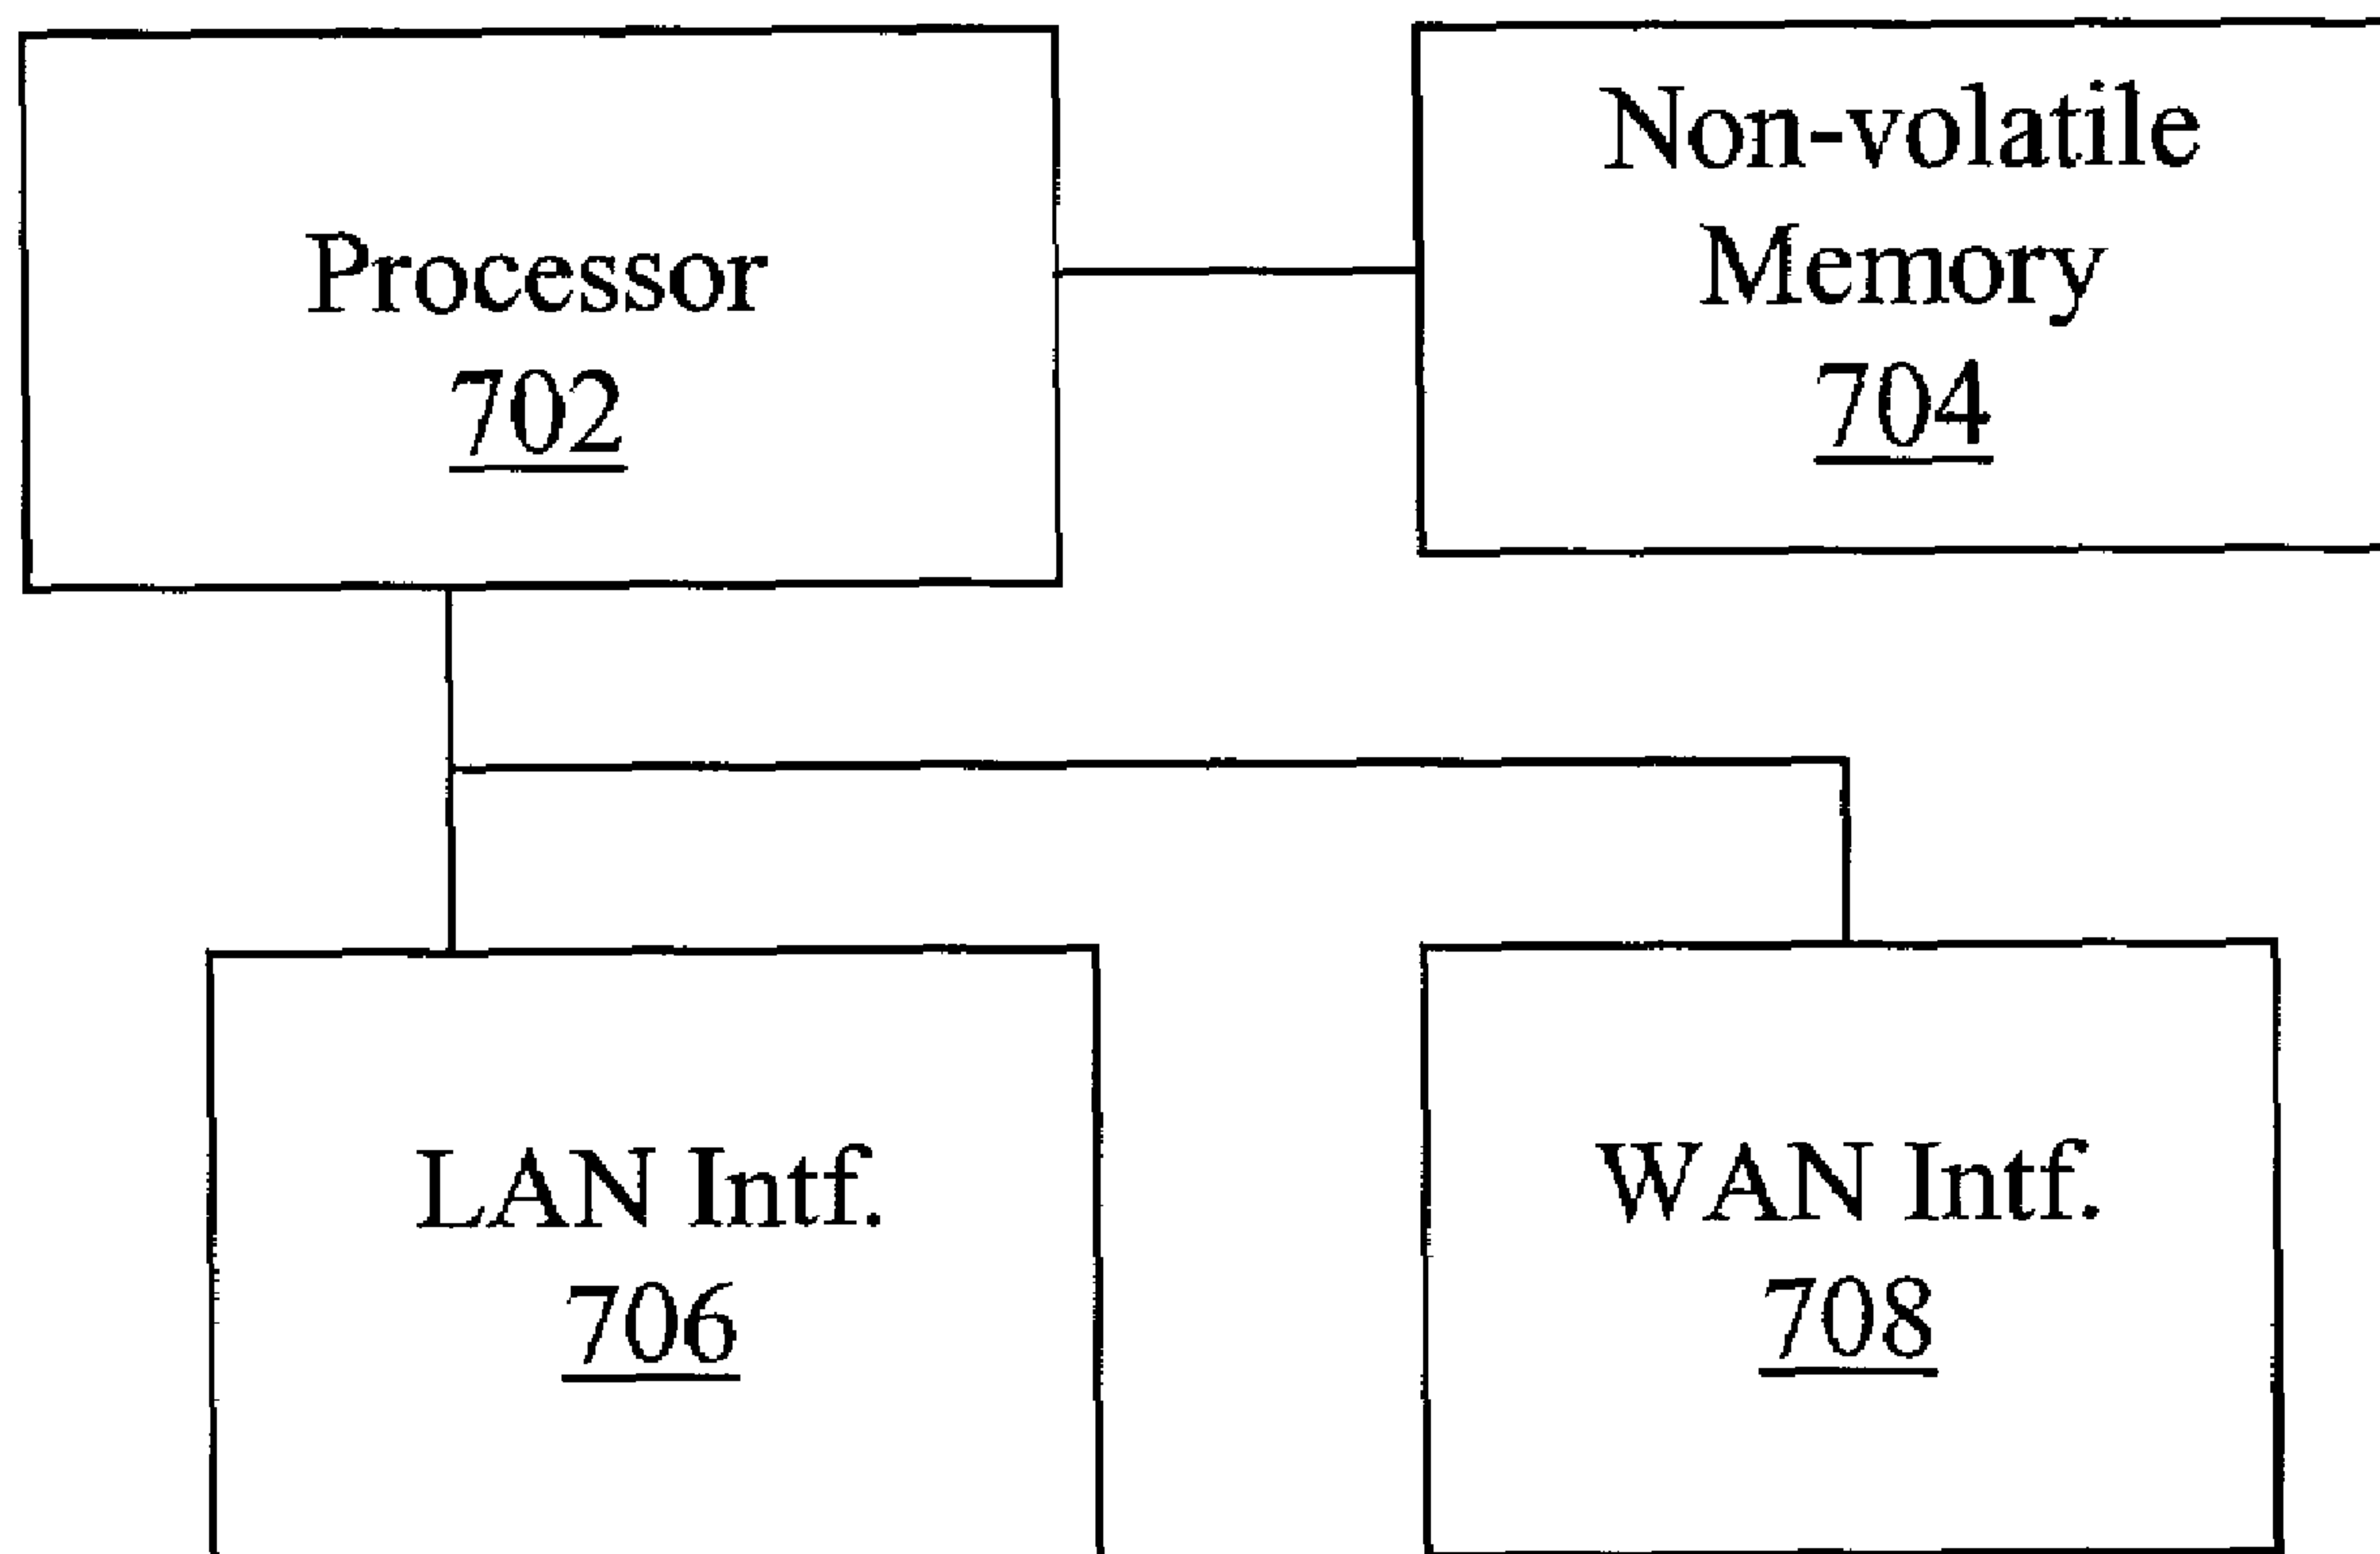 Processor
702
Non-volatile
Memory
704
LAN Intf.
706
WAN Intf.
708